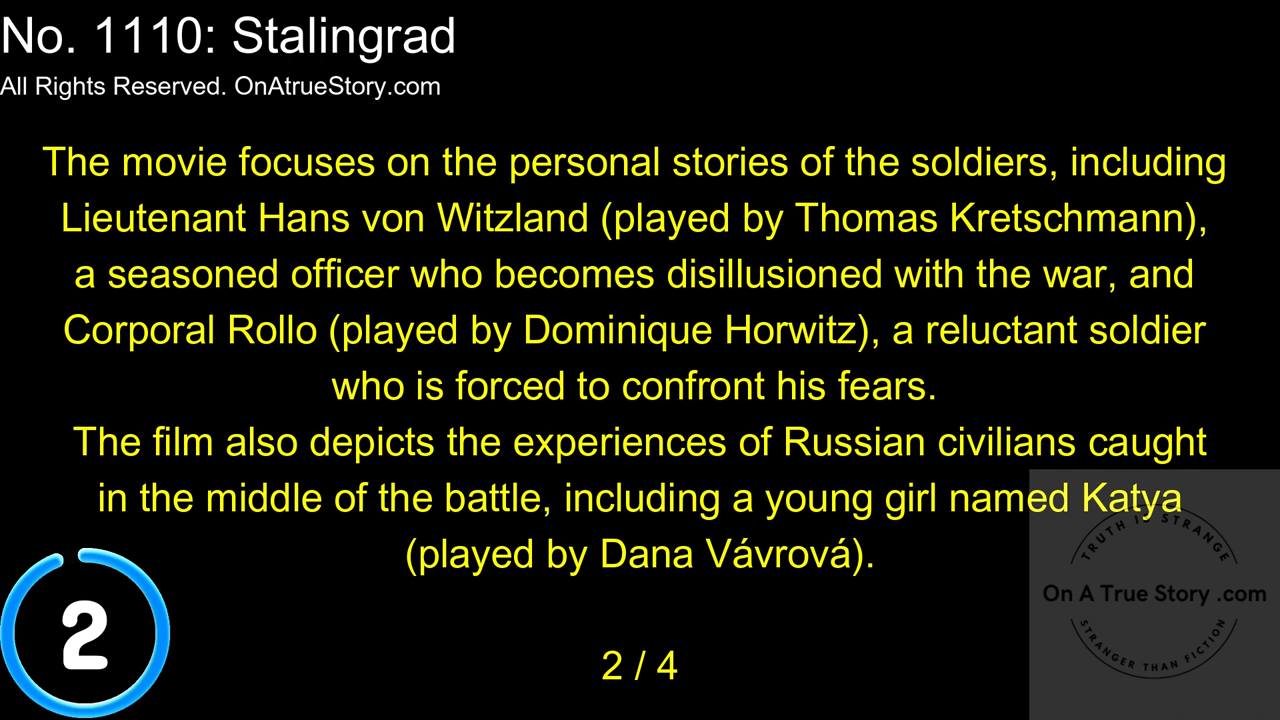 No. 1110: Stalingrad
All Rights Reserved. OnAtrueStory.com
The movie focuses on the personal stories of the soldiers, including
Lieutenant Hans von Witzland (played by Thomas Kretschmann),
a seasoned officer who becomes disillusioned with the war, and
Corporal Rollo (played by Dominique Horwitz), a reluctant soldier
who is forced to confront his fears.
The film also depicts the experiences of Russian civilians caught
in the middle of the battle, including a young girl named Katya
(played by Dana Vávrová).
TRUTH IS STRANGE
On A True Story .com
STRANGER THAN FICTION
2
2 / 4